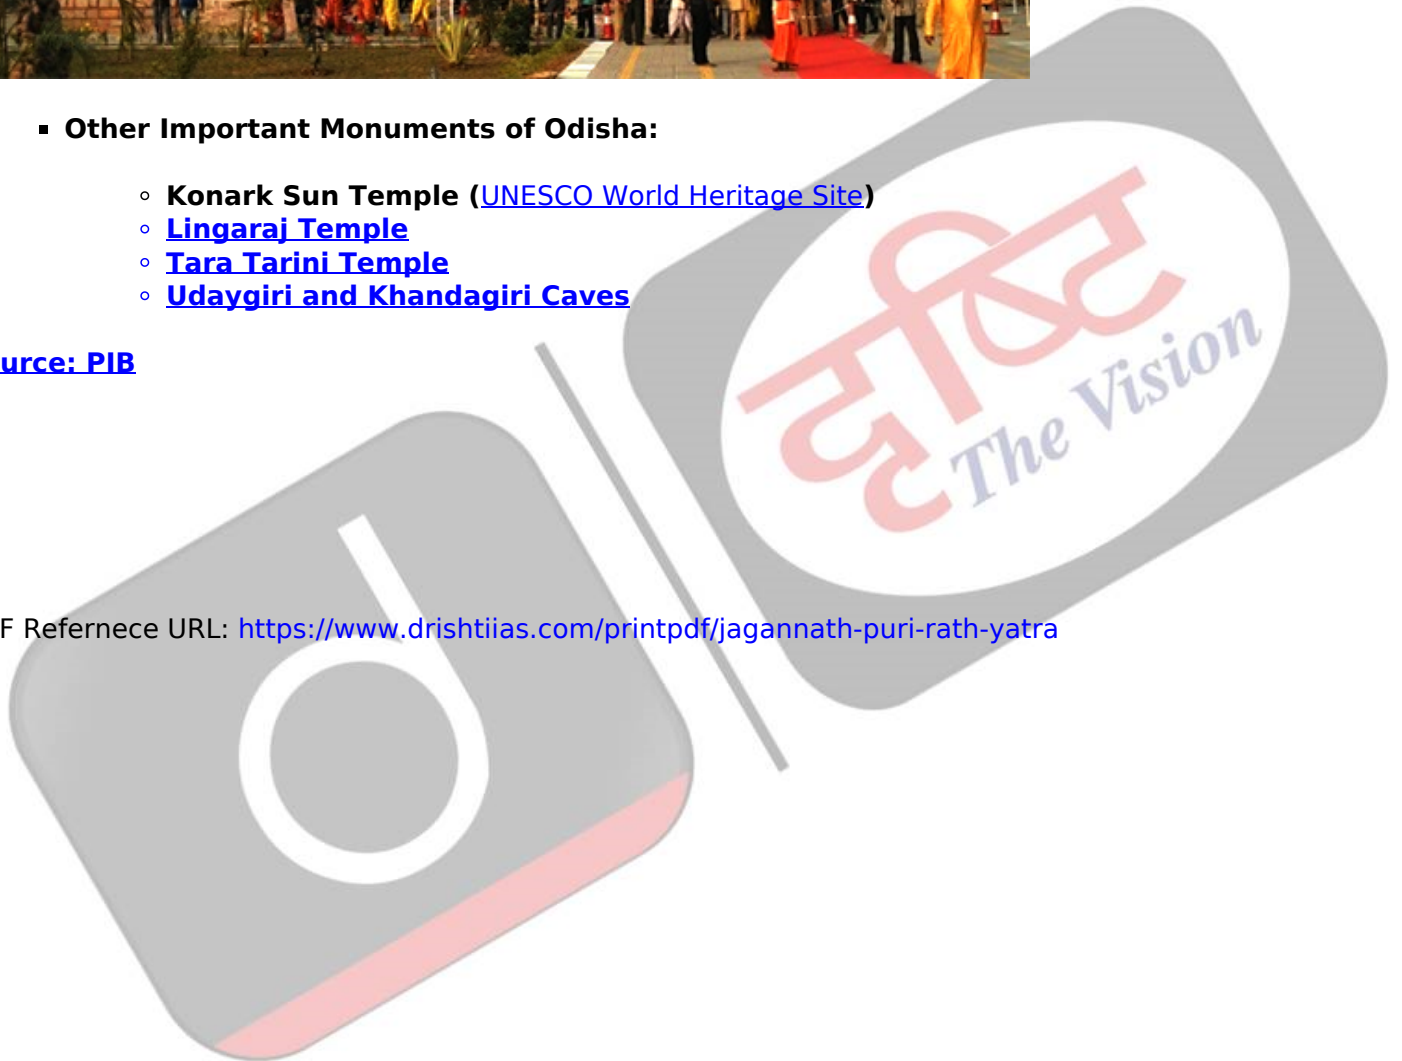 Other Important Monuments of Odisha:
Konark Sun Temple (UNESCO World Heritage Site)
Lingaraj Temple
Tara Tarini Temple
Udaygiri and Khandagiri Caves
urce: PIB
दृष्टि
The Vision
d
F Refernece URL: https://www.drishtiias.com/printpdf/jagannath-puri-rath-yatra